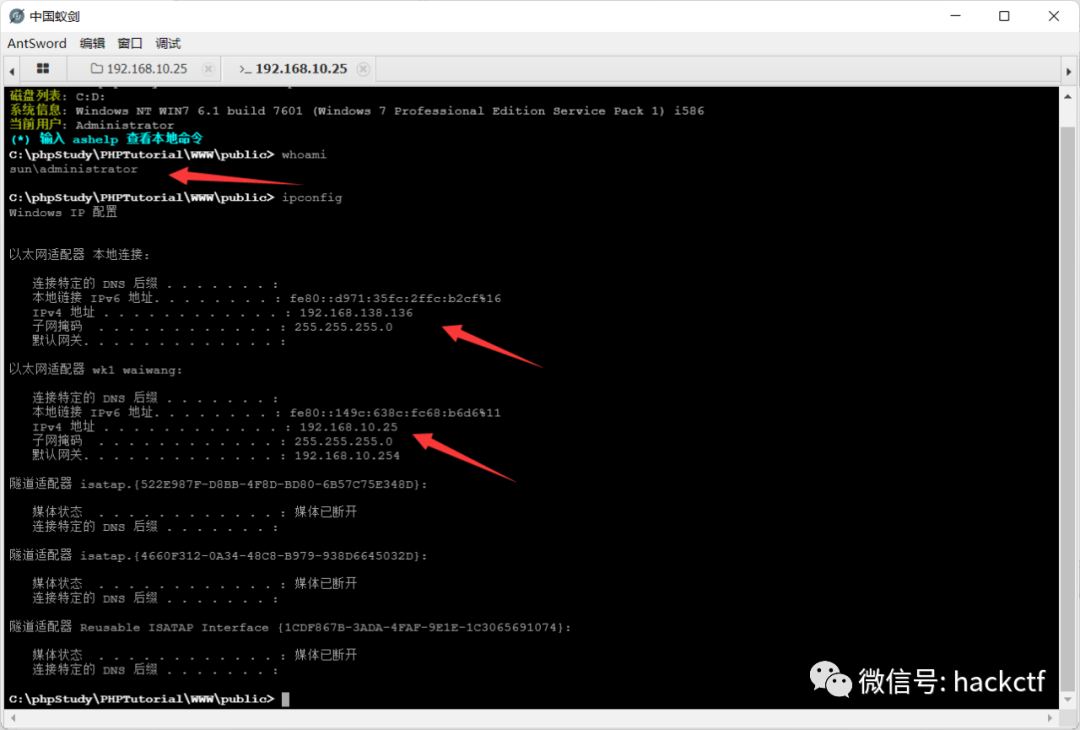 中国蚁剑
AntSword 编辑 窗口 调试
192.168.10.25 >_ 192.168.10.25
磁盘列表: C:D:
系统信息: Windows NT WIN7 6.1 build 7601 (Windows 7 Professional Edition Service Pack 1) i586
当前用户: Administrator
(*) 输入 ashelp 查看本地命令
C:\phpStudy\PHPTutorial\WWW\public> whoami
sun\administrator
C:\phpStudy\PHPTutorial\WWW\public> ipconfig
Windows IP 配置
以太网适配器 本地连接:
连接特定的 DNS 后缀 . . . . . . . :
本地链接 IPv6 地址. . . . . . . . : fe80::d971:35fc:2ffc:b2cf%16
IPv4 地址 . . . . . . . . . . . . : 192.168.138.136
子网掩码 . . . . . . . . . . . . : 255.255.255.0
默认网关. . . . . . . . . . . . . :
以太网适配器 wk1 waiwang:
连接特定的 DNS 后缀 . . . . . . . :
本地链接 IPv6 地址. . . . . . . . : fe80::149c:638c:fc68:b6d6%11
IPv4 地址 . . . . . . . . . . . . : 192.168.10.25
子网掩码 . . . . . . . . . . . . : 255.255.255.0
默认网关. . . . . . . . . . . . . : 192.168.10.254
隧道适配器 isatap.{522E987F-D8BB-4F8D-BD80-6B57C75E348D}:
媒体状态 . . . . . . . . . . . . : 媒体已断开
连接特定的 DNS 后缀 . . . . . . . :
隧道适配器 isatap.{4660F312-0A34-48C8-B979-938D6645032D}:
媒体状态 . . . . . . . . . . . . : 媒体已断开
连接特定的 DNS 后缀 . . . . . . . :
隧道适配器 Reusable ISATAP Interface {1CDF867B-3ADA-4FAF-9E1E-1C3065691074}:
媒体状态 . . . . . . . . . . . . : 媒体已断开
连接特定的 DNS 后缀 . . . . . . . :
C:\phpStudy\PHPTutorial\WWW\public>
微信号: hackctf